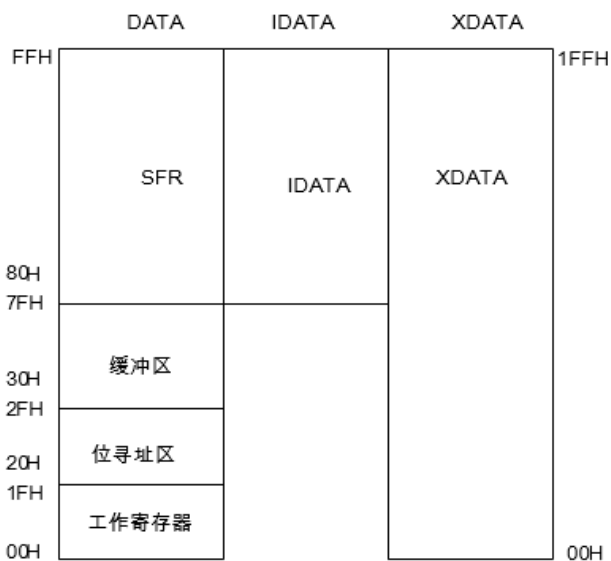 DATA IDATA XDATA
FFH 1FFH
SFR IDATA XDATA
80H
7FH
缓冲区
30H
2FH
位寻址区
20H
1FH
工作寄存器
00H 00H